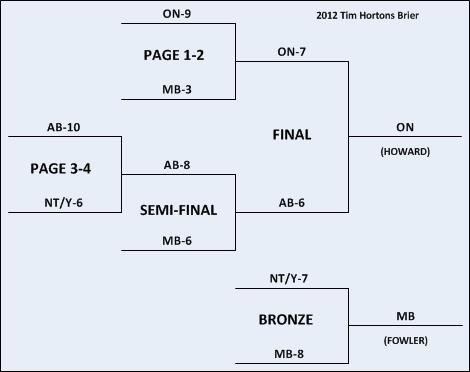 ON-9
2012 Tim Hortons Brier
PAGE 1-2
ON-7
MB-3
AB-10
FINAL
ON
(HOWARD)
PAGE 3-4
AB-8
NT/Y-6
SEMI-FINAL
AB-6
MB-6
NT/Y-7
BRONZE
MB
(FOWLER)
MB-8